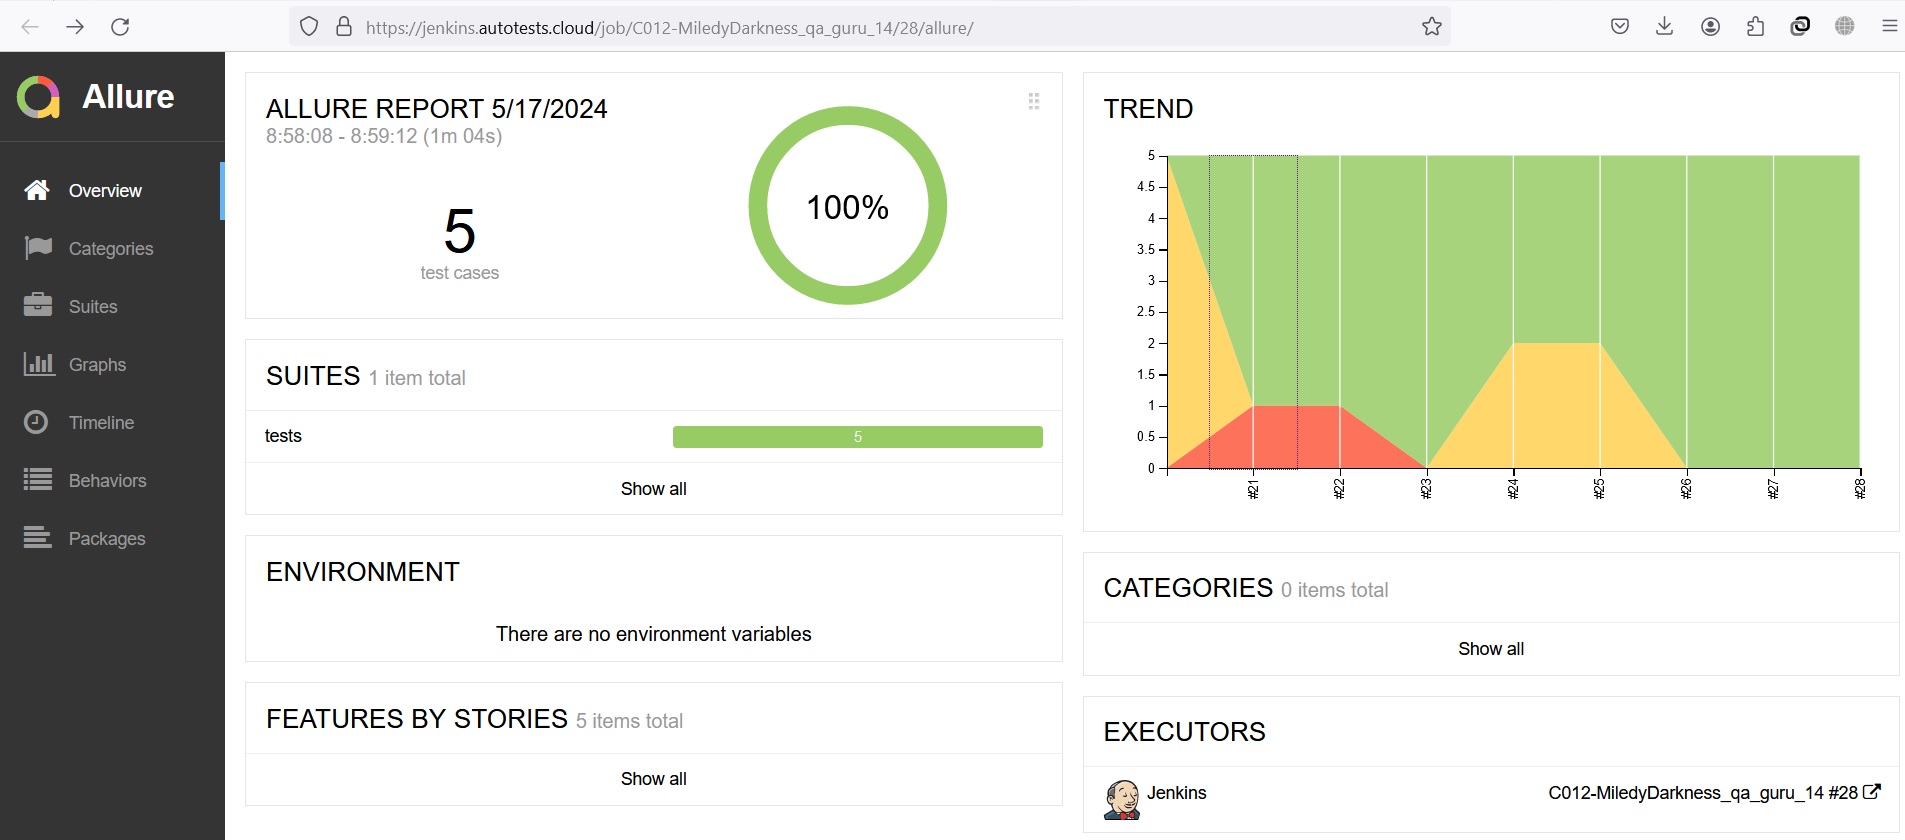 https://jenkins.autotests.cloud/job/C012-MiledyDarkness_qa_guru_14/28/allure/
Allure
Overview
Categories
Suites
Graphs
Timeline
Behaviors
Packages
ALLURE REPORT 5/17/2024
8:58:08 - 8:59:12 (1m 04s)
5
test cases
100%
SUITES 1 item total
tests 5
Show all
ENVIRONMENT
There are no environment variables
FEATURES BY STORIES 5 items total
Show all
TREND
5
4.5
4
3.5
3
2.5
2
1.5
1
0.5
0
#21 #22 #23 #24 #25 #26 #27 #28
CATEGORIES 0 items total
Show all
EXECUTORS
Jenkins C012-MiledyDarkness_qa_guru_14 #28